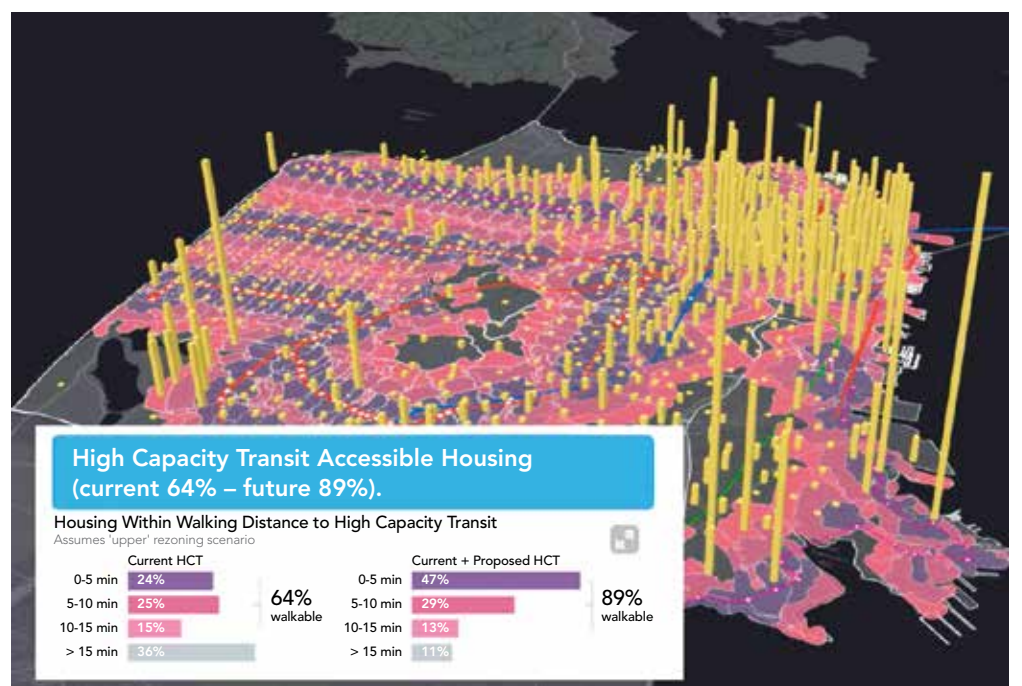 High Capacity Transit Accessible Housing
(current 64% – future 89%).
Housing Within Walking Distance to High Capacity Transit
Assumes 'upper' rezoning scenario
Current HCT
0-5 min 24%
5-10 min 25%
10-15 min 15%
> 15 min 36%
64%
walkable
Current + Proposed HCT
0-5 min 47%
5-10 min 29%
10-15 min 13%
> 15 min 11%
89%
walkable